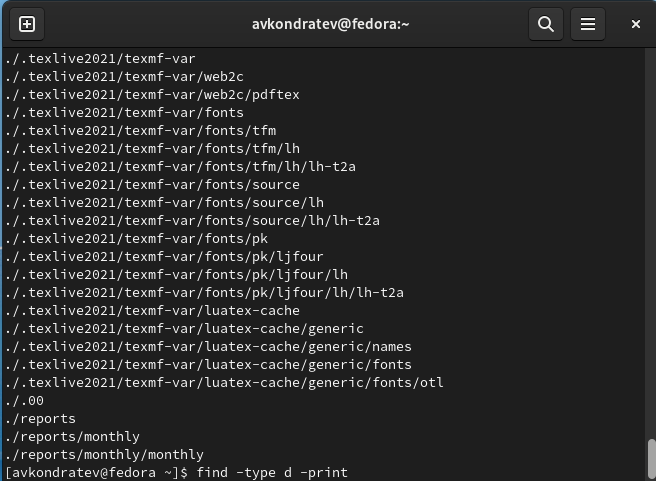 avkondratev@fedora:~
./.texlive2021/texmf-var
./.texlive2021/texmf-var/web2c
./.texlive2021/texmf-var/web2c/pdftex
./.texlive2021/texmf-var/fonts
./.texlive2021/texmf-var/fonts/tfm
./.texlive2021/texmf-var/fonts/tfm/lh
./.texlive2021/texmf-var/fonts/tfm/lh/lh-t2a
./.texlive2021/texmf-var/fonts/source
./.texlive2021/texmf-var/fonts/source/lh
./.texlive2021/texmf-var/fonts/source/lh/lh-t2a
./.texlive2021/texmf-var/fonts/pk
./.texlive2021/texmf-var/fonts/pk/ljfour
./.texlive2021/texmf-var/fonts/pk/ljfour/lh
./.texlive2021/texmf-var/fonts/pk/ljfour/lh/lh-t2a
./.texlive2021/texmf-var/luatex-cache
./.texlive2021/texmf-var/luatex-cache/generic
./.texlive2021/texmf-var/luatex-cache/generic/names
./.texlive2021/texmf-var/luatex-cache/generic/fonts
./.texlive2021/texmf-var/luatex-cache/generic/fonts/otl
./.00
./reports
./reports/monthly
./reports/monthly/monthly
[avkondratev@fedora ~]$ find -type d -print